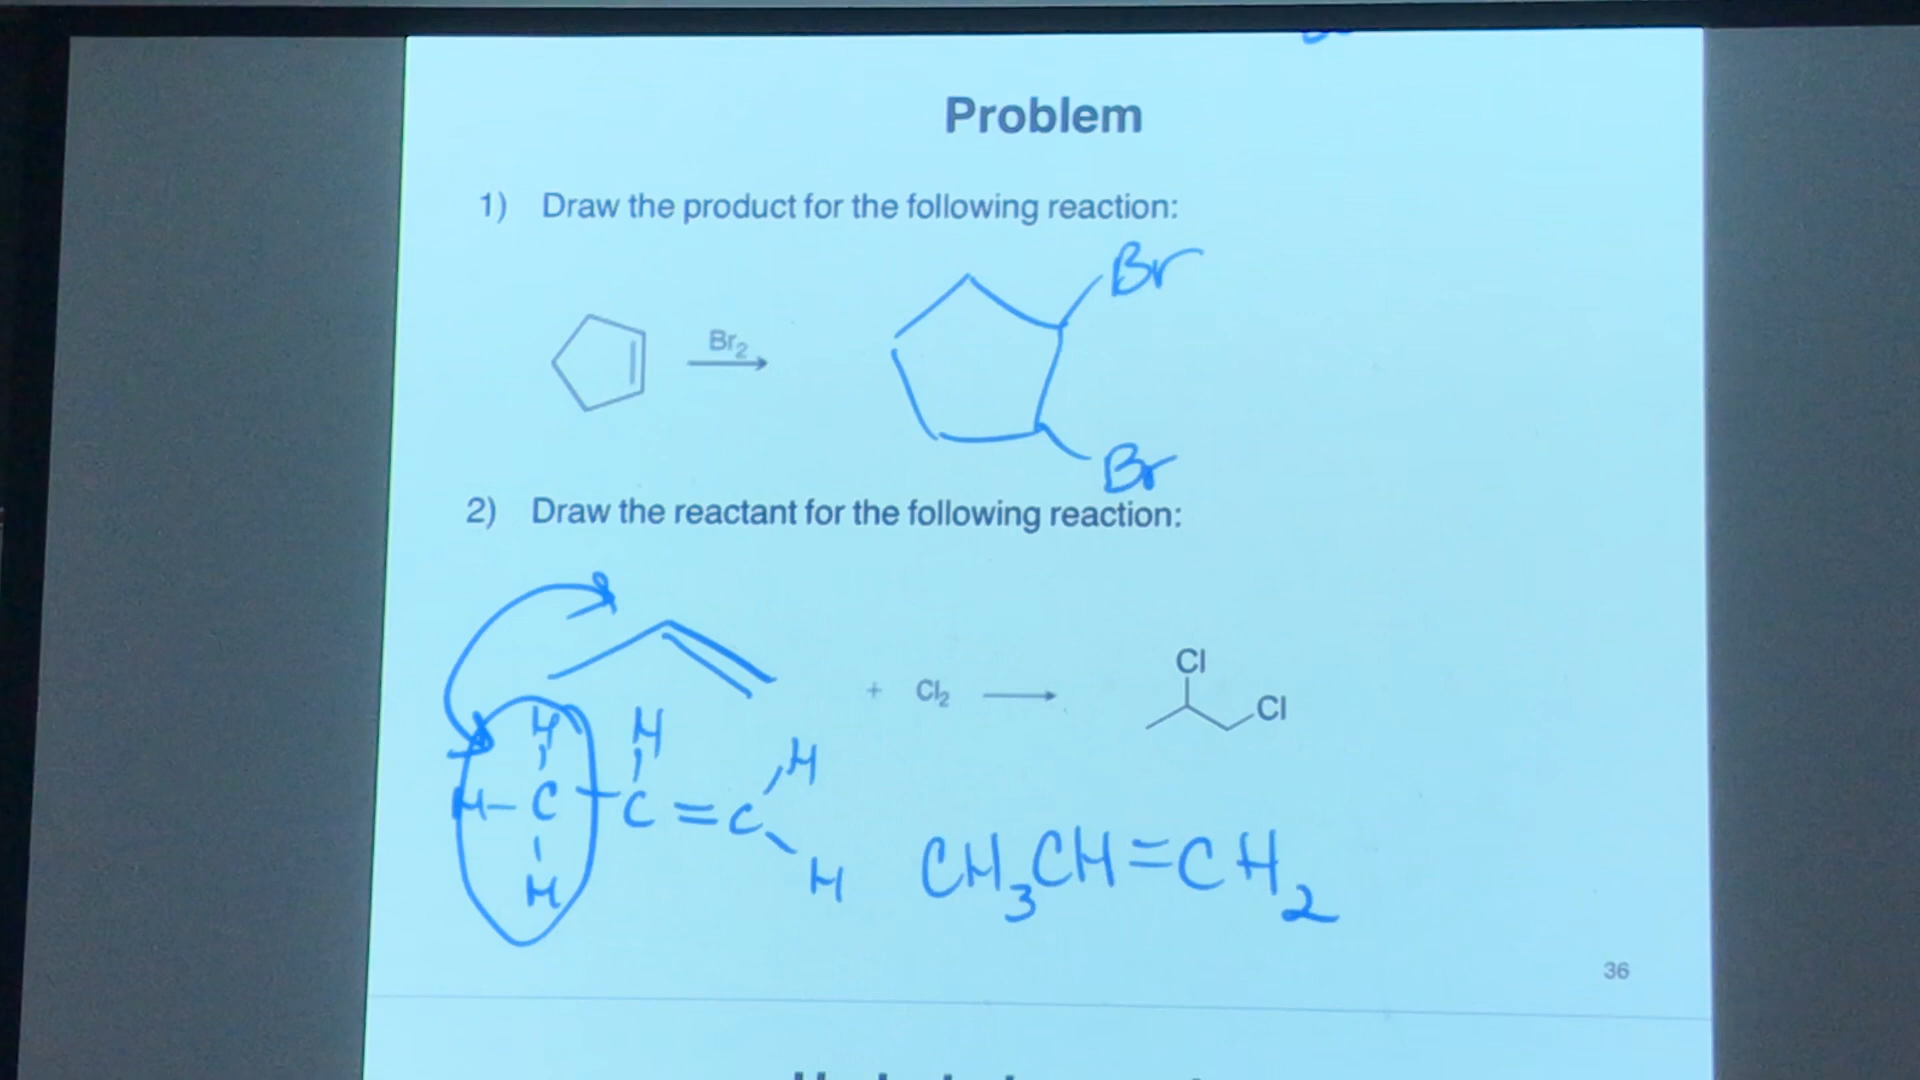 Problem
1) Draw the product for the following reaction:
Br
Br₂
Br
2) Draw the reactant for the following reaction:
Cl
+ Cl₂
Cl
H H
H
H–C–C=C
H
H
CH₃CH=CH₂
36